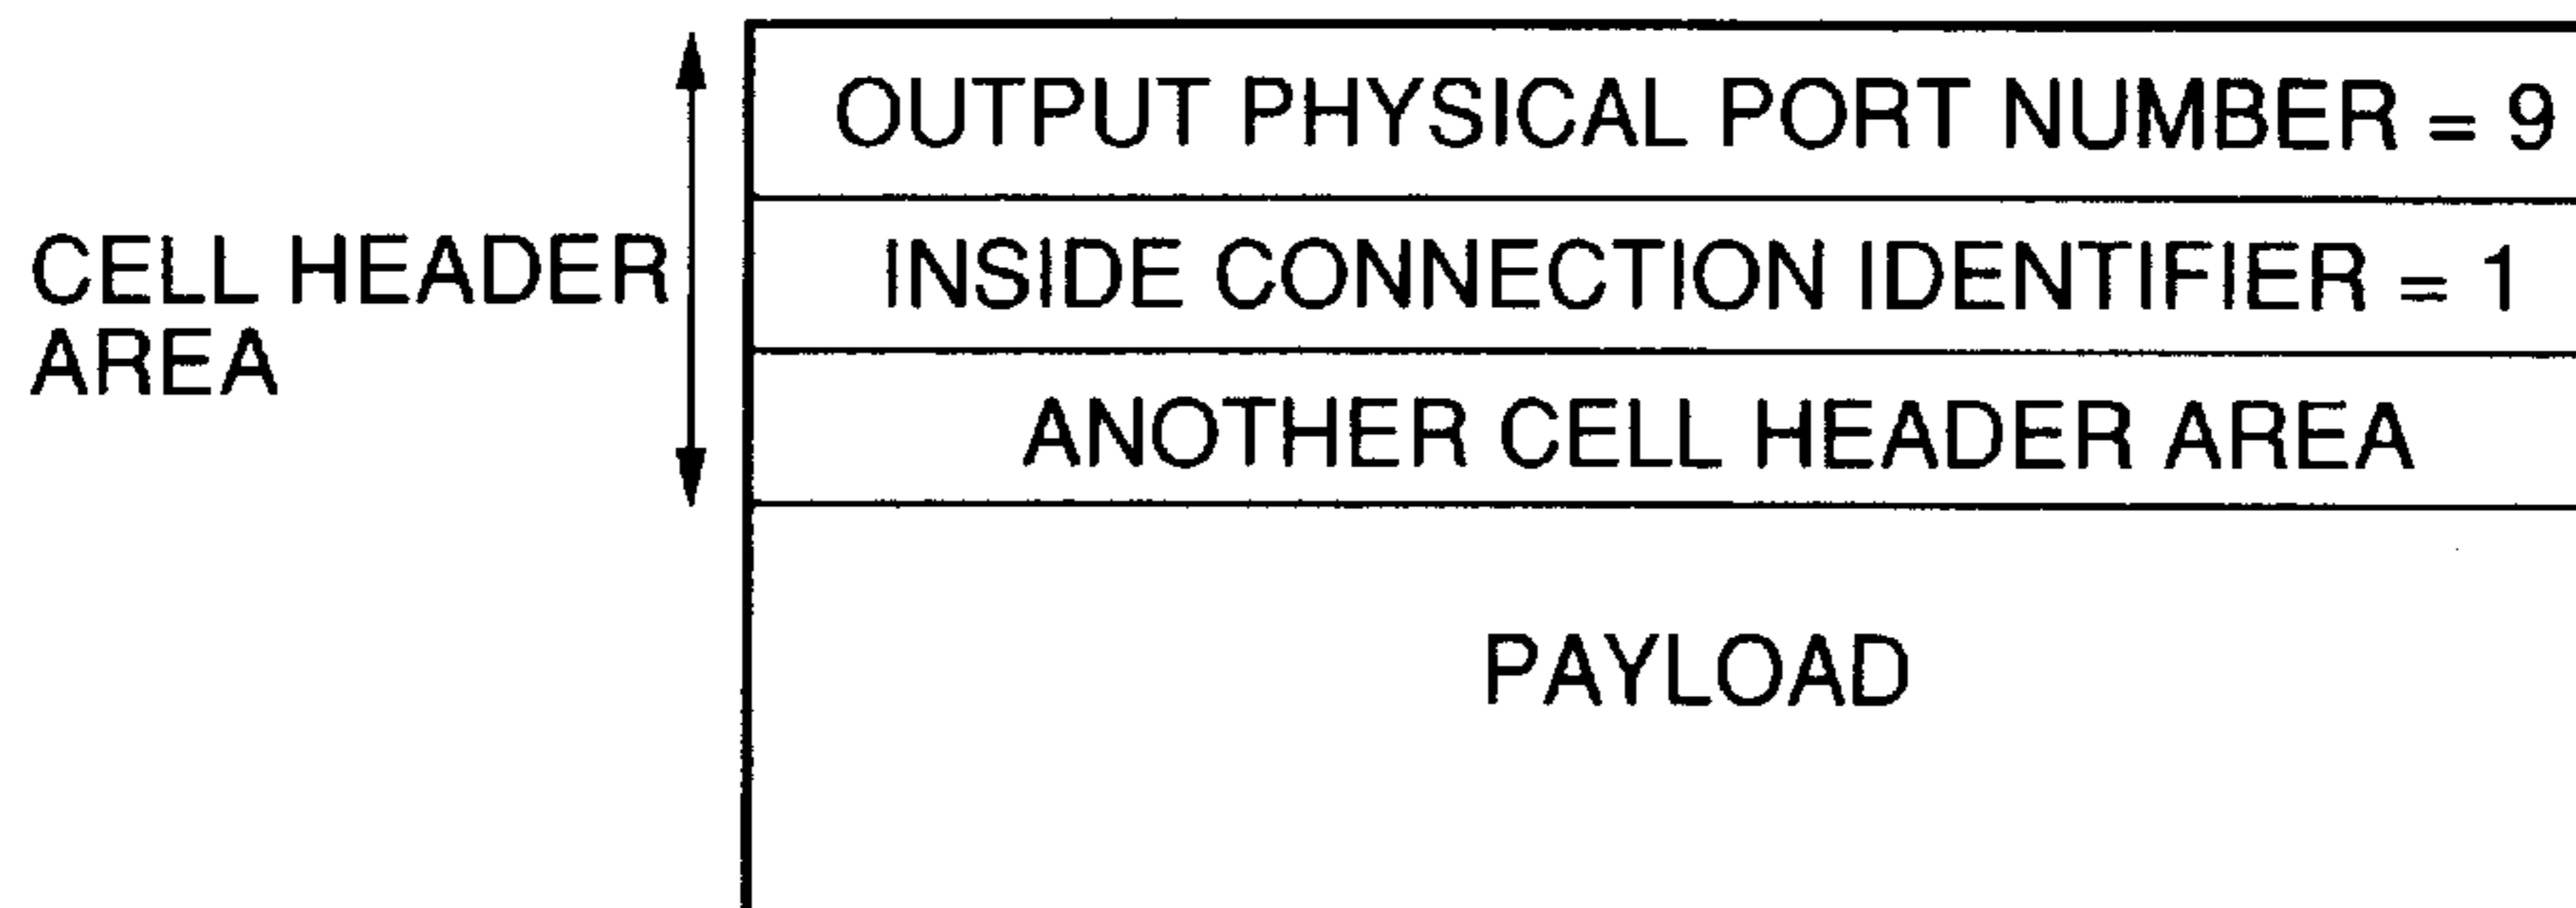 OUTPUT PHYSICAL PORT NUMBER = 9
CELL HEADER
AREA
INSIDE CONNECTION IDENTIFIER = 1
ANOTHER CELL HEADER AREA
PAYLOAD